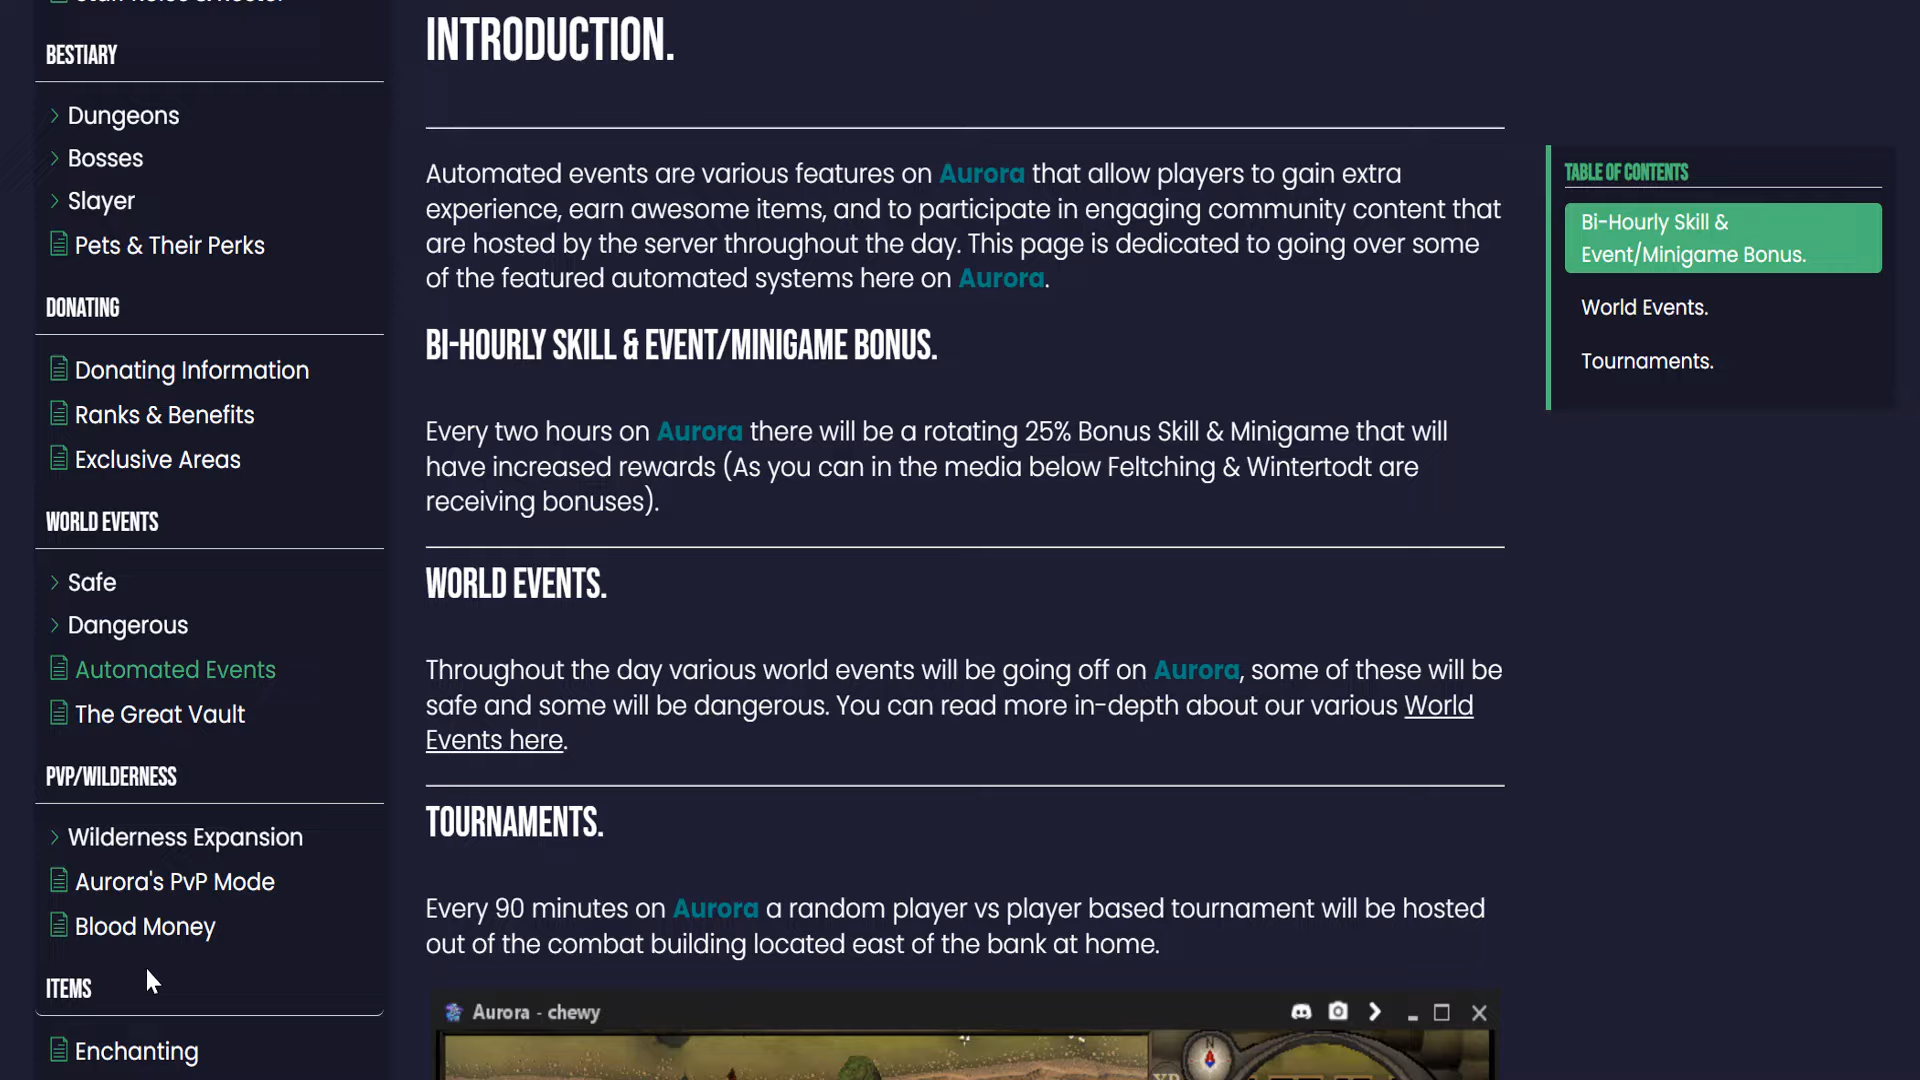 BESTIARY
Dungeons
Bosses
Slayer
Pets & Their Perks
DONATING
Donating Information
Ranks & Benefits
Exclusive Areas
WORLD EVENTS
Safe
Dangerous
Automated Events
The Great Vault
PVP/WILDERNESS
Wilderness Expansion
Aurora's PvP Mode
Blood Money
ITEMS
Enchanting
INTRODUCTION.
Automated events are various features on Aurora that allow players to gain extra
experience, earn awesome items, and to participate in engaging community content that
are hosted by the server throughout the day. This page is dedicated to going over some
of the featured automated systems here on Aurora.
BI-HOURLY SKILL & EVENT/MINIGAME BONUS.
Every two hours on Aurora there will be a rotating 25% Bonus Skill & Minigame that will
have increased rewards (As you can in the media below Feltching & Wintertodt are
receiving bonuses).
WORLD EVENTS.
Throughout the day various world events will be going off on Aurora, some of these will be
safe and some will be dangerous. You can read more in-depth about our various World
Events here.
TOURNAMENTS.
Every 90 minutes on Aurora a random player vs player based tournament will be hosted
out of the combat building located east of the bank at home.
Aurora - chewy
N
XP
TABLE OF CONTENTS
Bi-Hourly Skill &
Event/Minigame Bonus.
World Events.
Tournaments.